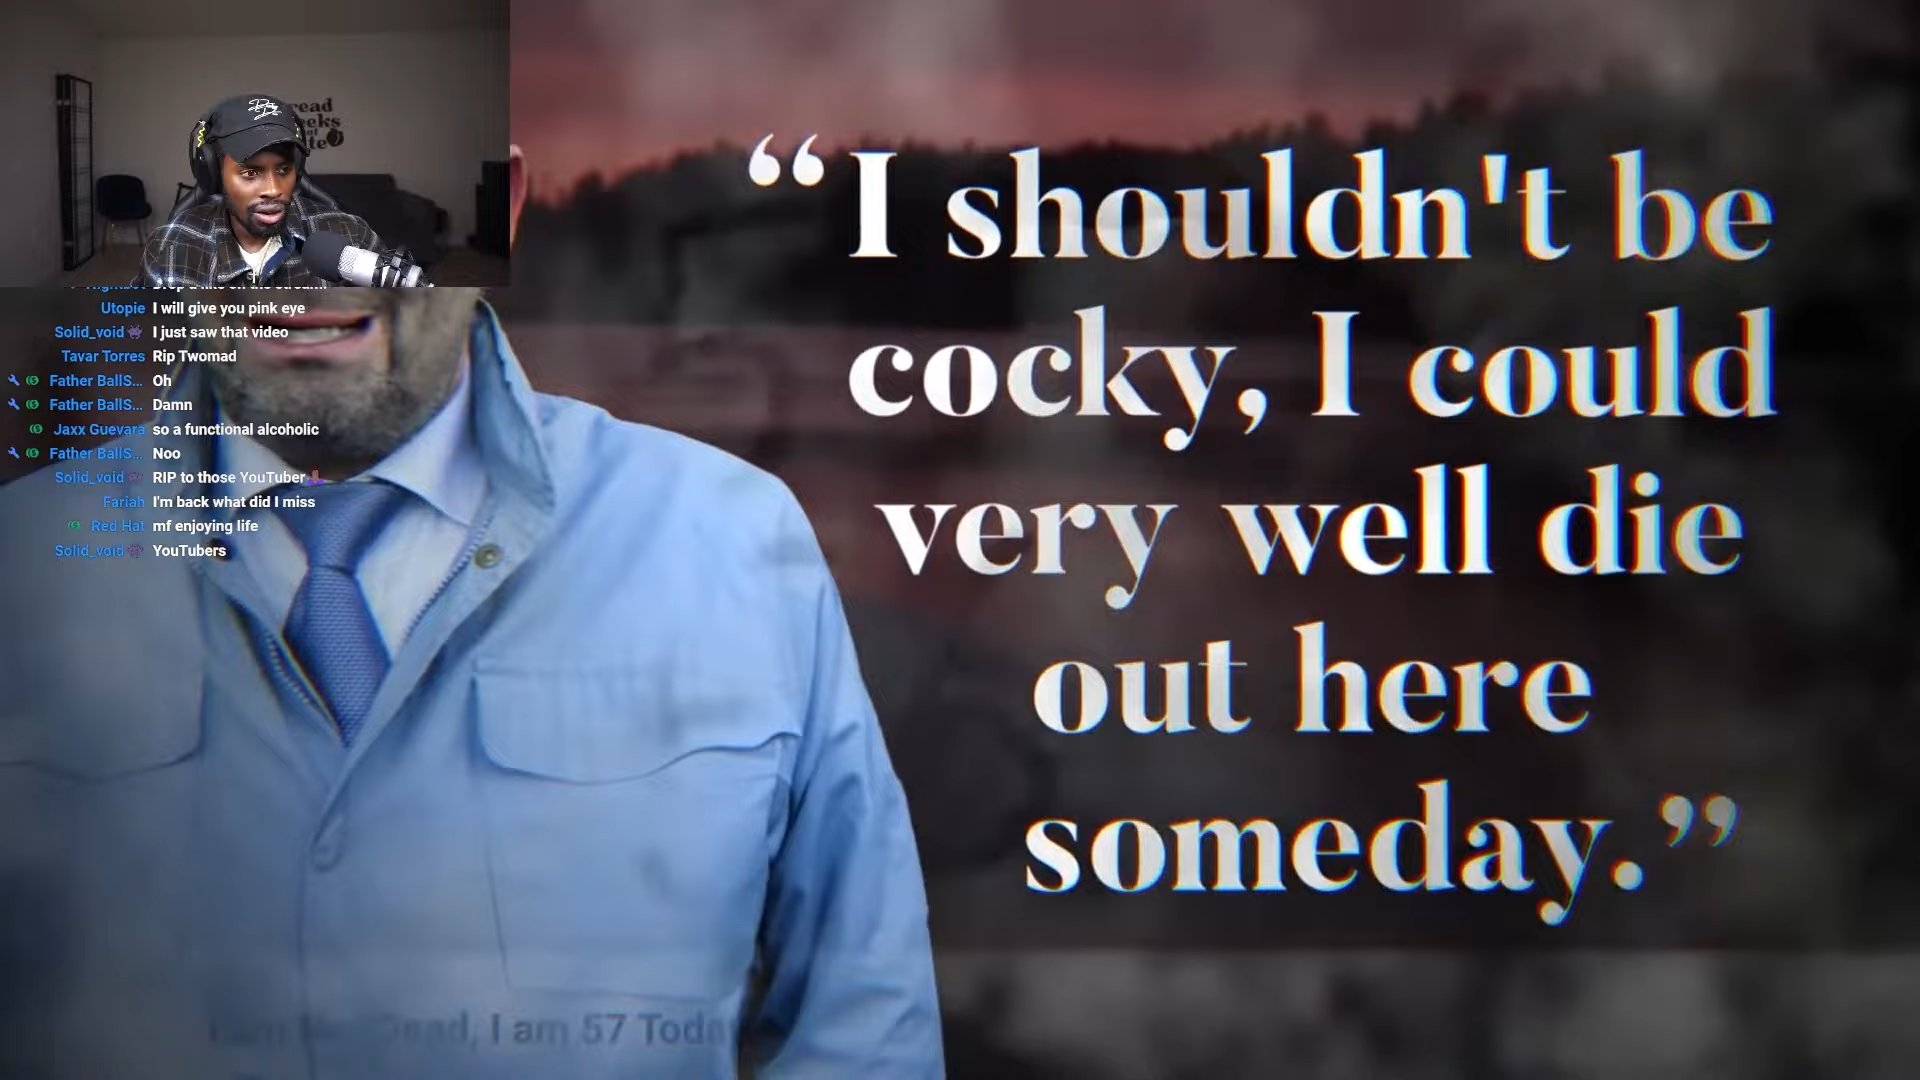 “I shouldn't be
cocky, I could
very well die
out here
someday.”
Utopie I will give you pink eye
Solid_void I just saw that video
Tavar Torres Rip Twomad
Father BallS... Oh
Father BallS... Damn
Jaxx Guevara so a functional alcoholic
Father BallS... Noo
Solid_void RIP to those YouTuber
Fariah I'm back what did I miss
Red Hat mf enjoying life
Solid_void YouTubers
Dead, I am 57 Today